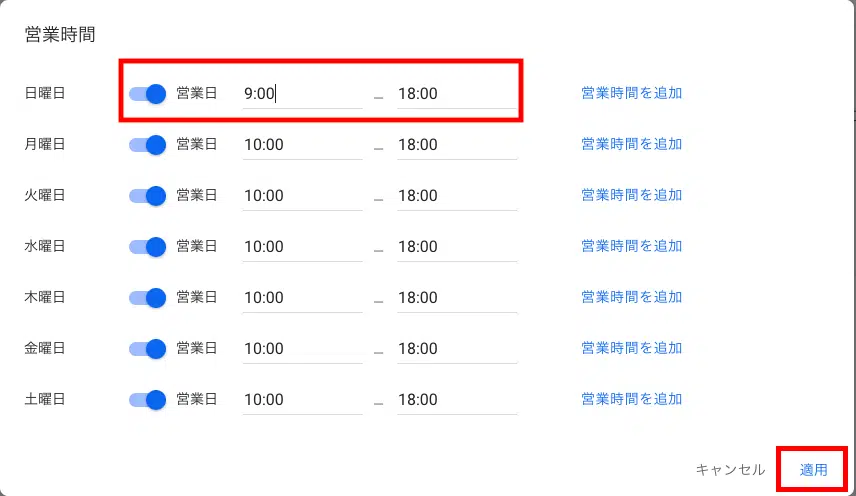 営業時間
日曜日 営業日 9:00 – 18:00 営業時間を追加
月曜日 営業日 10:00 – 18:00 営業時間を追加
火曜日 営業日 10:00 – 18:00 営業時間を追加
水曜日 営業日 10:00 – 18:00 営業時間を追加
木曜日 営業日 10:00 – 18:00 営業時間を追加
金曜日 営業日 10:00 – 18:00 営業時間を追加
土曜日 営業日 10:00 – 18:00 営業時間を追加
キャンセル 適用